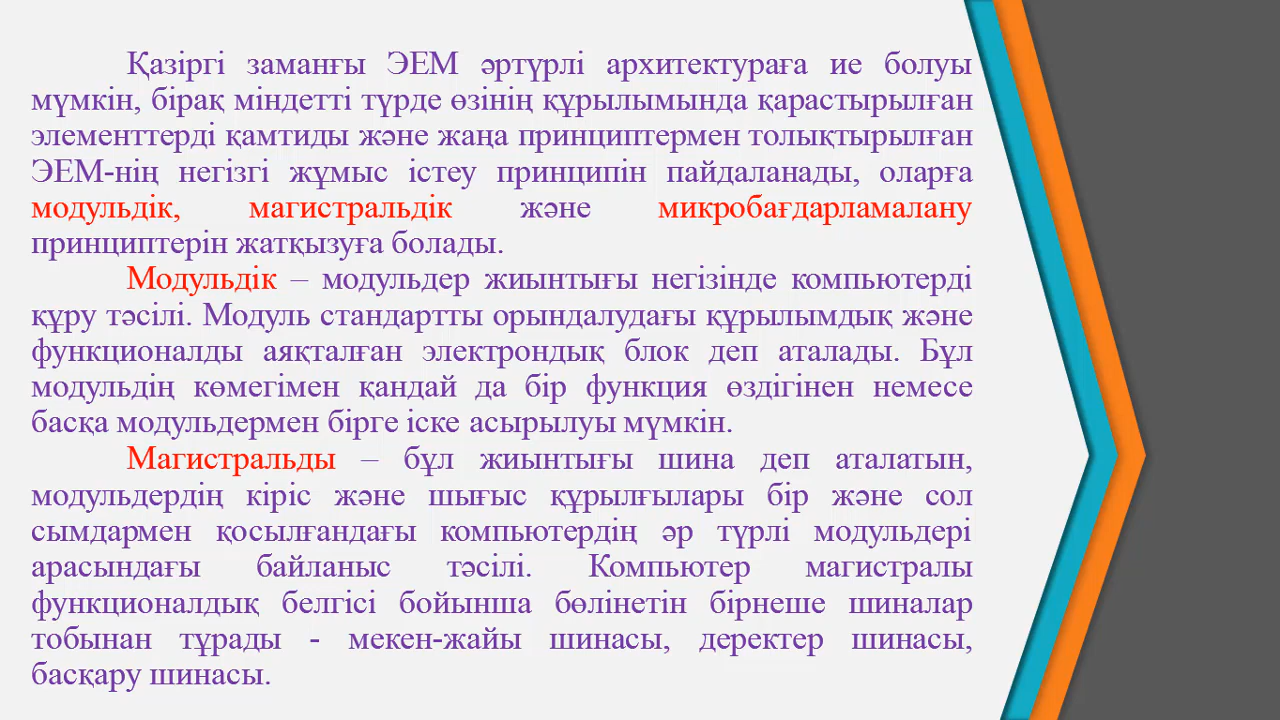 Қазіргі заманғы ЭЕМ әртүрлі архитектураға ие болуы
мүмкін, бірақ міндетті түрде өзінің құрылымында қарастырылған
элементтерді қамтиды және жаңа принциптермен толықтырылған
ЭЕМ-нің негізгі жұмыс істеу принципін пайдаланады, оларға
модульдік, магистральдік және микробағдарламалану
принциптерін жатқызуға болады.
Модульдік – модульдер жиынтығы негізінде компьютерді
құру тәсілі. Модуль стандартты орындалудағы құрылымдық және
функционалды аяқталған электрондық блок деп аталады. Бұл
модульдің көмегімен қандай да бір функция өздігінен немесе
басқа модульдермен бірге іске асырылуы мүмкін.
Магистральды – бұл жиынтығы шина деп аталатын,
модульдердің кіріс және шығыс құрылғылары бір және сол
сымдармен қосылғандағы компьютердің әр түрлі модульдері
арасындағы байланыс тәсілі. Компьютер магистралы
функционалдық белгісі бойынша бөлінетін бірнеше шиналар
тобынан тұрады - мекен-жайы шинасы, деректер шинасы,
басқару шинасы.